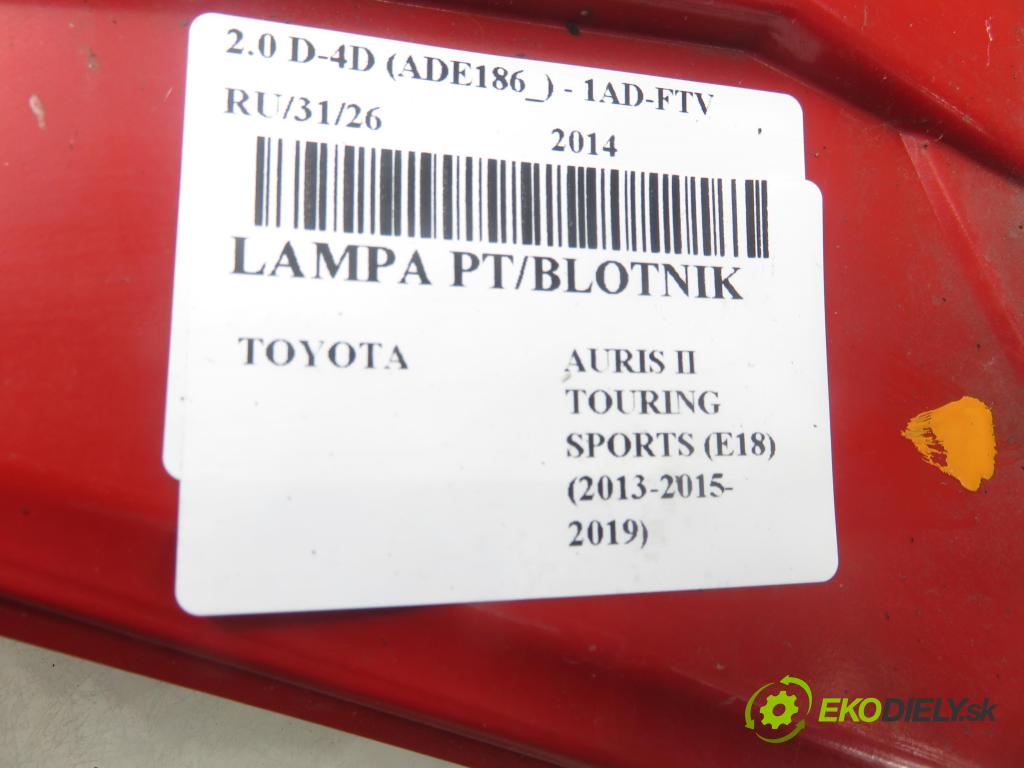 2.0 D-4D (ADE186_) - 1AD-FTV
RU/31/26 2014
LAMPA PT/BLOTNIK
TOYOTA AURIS II
TOURING
SPORTS (E18)
(2013-2015-
2019)
EKODIELY.sk